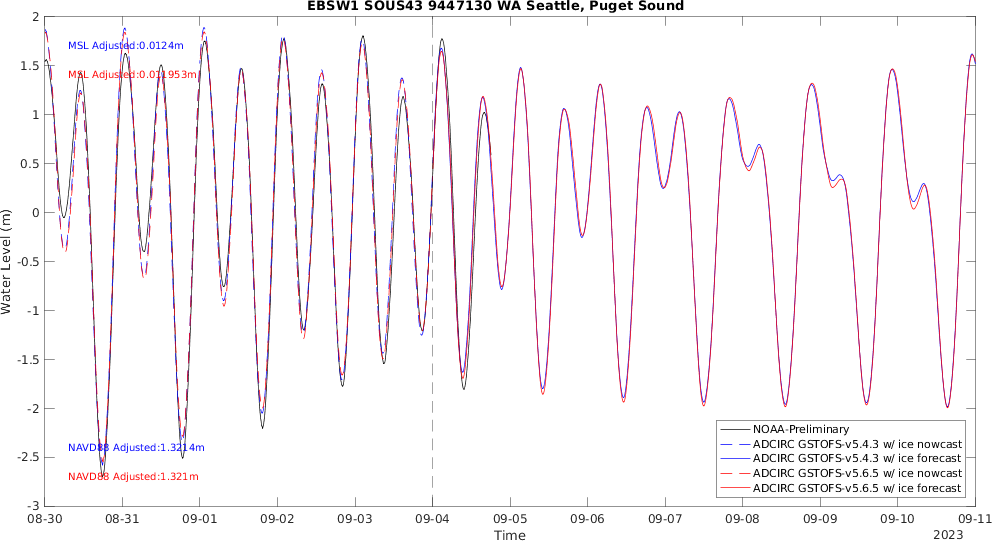 EBSW1 SOUS43 9447130 WA Seattle, Puget Sound
2
1.5
1
0.5
0
-0.5
-1
-1.5
-2
-2.5
-3
Water Level (m)
MSL Adjusted:0.0124m
MSL Adjusted:0.011953m
NAVD88 Adjusted:1.3214m
NAVD88 Adjusted:1.321m
NOAA-Preliminary
ADCIRC GSTOFS-v5.4.3 w/ ice nowcast
ADCIRC GSTOFS-v5.4.3 w/ ice forecast
ADCIRC GSTOFS-v5.6.5 w/ ice nowcast
ADCIRC GSTOFS-v5.6.5 w/ ice forecast
08-30 08-31 09-01 09-02 09-03 09-04 09-05 09-06 09-07 09-08 09-09 09-10 09-11
Time
2023